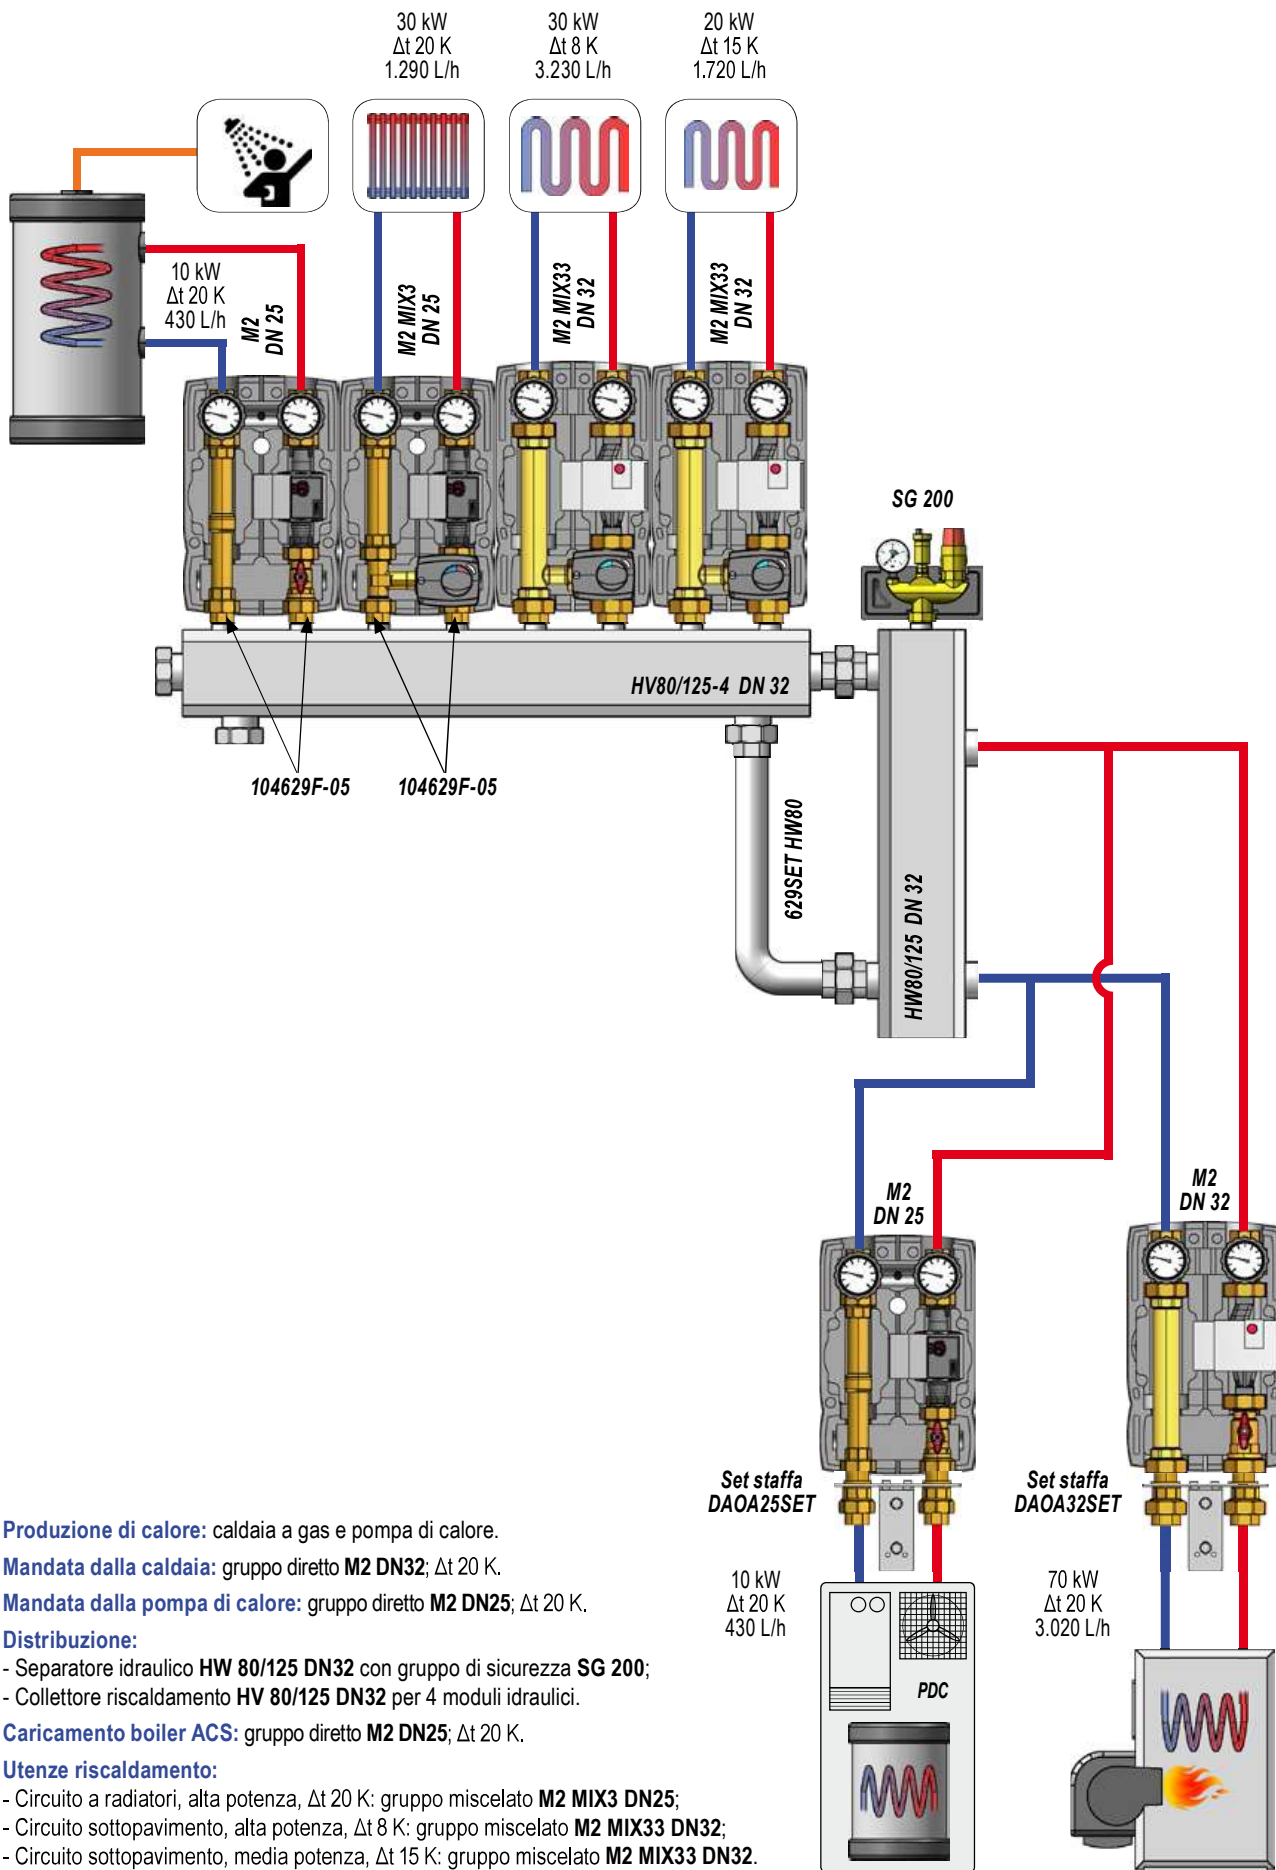 30 kW
Δt 20 K
1.290 L/h
30 kW
Δt 8 K
3.230 L/h
20 kW
Δt 15 K
1.720 L/h
10 kW
Δt 20 K
430 L/h
M2
DN 25
M2 MIX3
DN 25
M2 MIX33
DN 32
M2 MIX33
DN 32
SG 200
HV80/125-4 DN 32
104629F-05
104629F-05
629SET HW80
HW80/125 DN 32
M2
DN 25
M2
DN 32
Set staffa
DAOA25SET
Set staffa
DAOA32SET
10 kW
Δt 20 K
430 L/h
70 kW
Δt 20 K
3.020 L/h
PDC
Produzione di calore: caldaia a gas e pompa di calore.
Mandata dalla caldaia: gruppo diretto M2 DN32; Δt 20 K.
Mandata dalla pompa di calore: gruppo diretto M2 DN25; Δt 20 K.
Distribuzione:
- Separatore idraulico HW 80/125 DN32 con gruppo di sicurezza SG 200;
- Collettore riscaldamento HV 80/125 DN32 per 4 moduli idraulici.
Caricamento boiler ACS: gruppo diretto M2 DN25; Δt 20 K.
Utenze riscaldamento:
- Circuito a radiatori, alta potenza, Δt 20 K: gruppo miscelato M2 MIX3 DN25;
- Circuito sottopavimento, alta potenza, Δt 8 K: gruppo miscelato M2 MIX33 DN32;
- Circuito sottopavimento, media potenza, Δt 15 K: gruppo miscelato M2 MIX33 DN32.